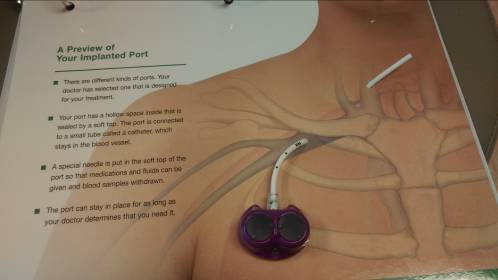 A Preview of
Your Implanted Port
There are different kinds of ports. Your
doctor has selected one that is designed
for your treatment.
Your port has a hollow space inside that is
sealed by a soft top. The port is connected
to a small tube called a catheter, which
stays in the blood vessel.
A special needle is put in the soft top of the
port so that medications and fluids can be
given and blood samples withdrawn.
The port can stay in place for as long as
your doctor determines that you need it.